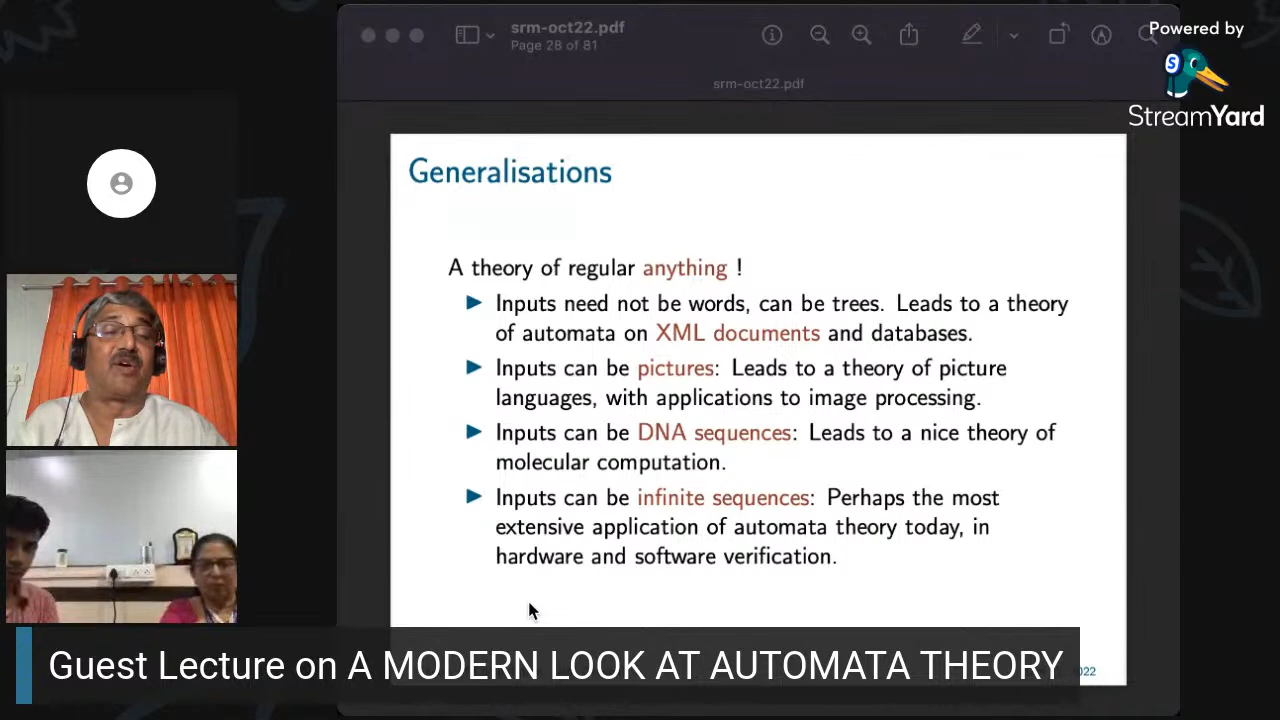 srm-oct22.pdf
Page 28 of 81
Powered by
S
StreamYard
srm-oct22.pdf
Generalisations
A theory of regular anything !
Inputs need not be words, can be trees. Leads to a theory
of automata on XML documents and databases.
Inputs can be pictures: Leads to a theory of picture
languages, with applications to image processing.
Inputs can be DNA sequences: Leads to a nice theory of
molecular computation.
Inputs can be infinite sequences: Perhaps the most
extensive application of automata theory today, in
hardware and software verification.
Guest Lecture on A MODERN LOOK AT AUTOMATA THEORY